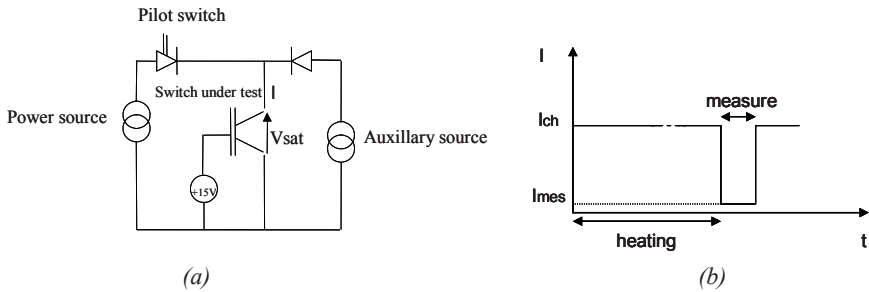 Pilot switch
Switch under test
I
Power source
Vsat
Auxillary source
+15V
(a)
I
measure
Ich
Imes
heating
t
(b)